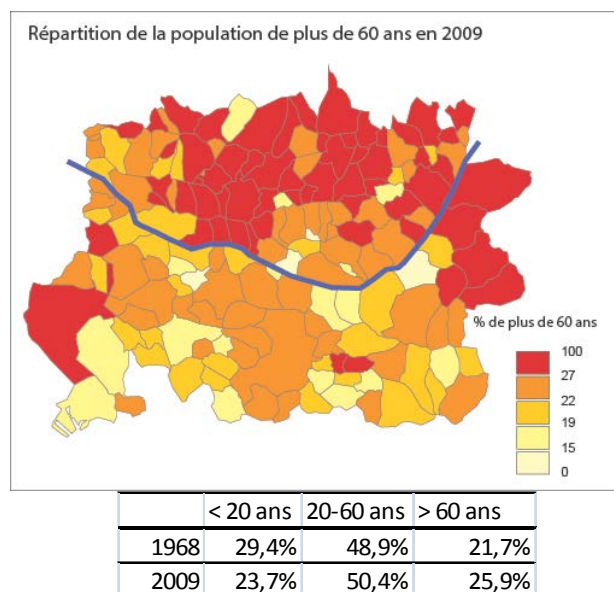 Répartition de la population de plus de 60 ans en 2009
% de plus de 60 ans
100
27
22
19
15
0
< 20 ans 20-60 ans > 60 ans
1968 29,4% 48,9% 21,7%
2009 23,7% 50,4% 25,9%